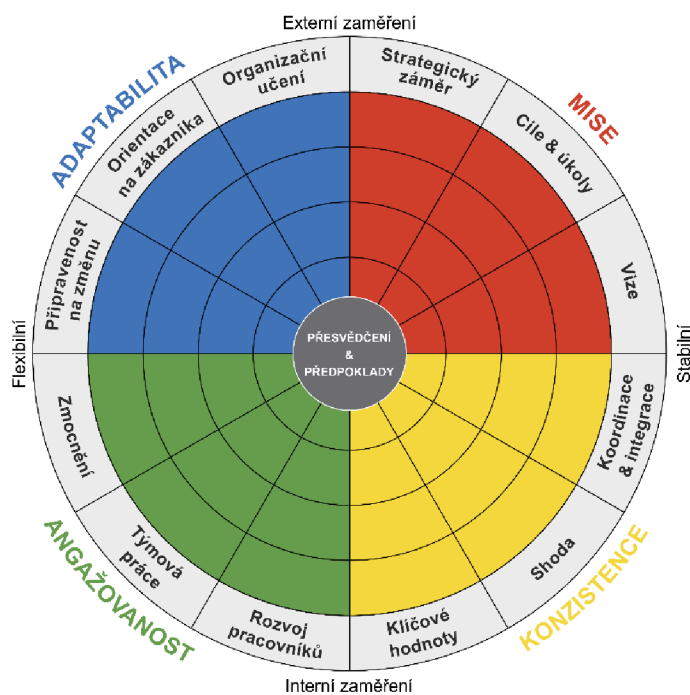 Externí zaměření
ADAPTABILITA
MISE
Organizační
učení
Strategický
záměr
Orientace
na zákazníka
Cíle & úkoly
Připravenost
na změnu
Vize
Flexibilní
PŘESVĚDČENÍ
&
PŘEDPOKLADY
Stabilní
Zmocnění
Koordinace
& integrace
Týmová
práce
Shoda
Rozvoj
pracovníků
Klíčové
hodnoty
ANGAŽOVANOST
KONZISTENCE
Interní zaměření